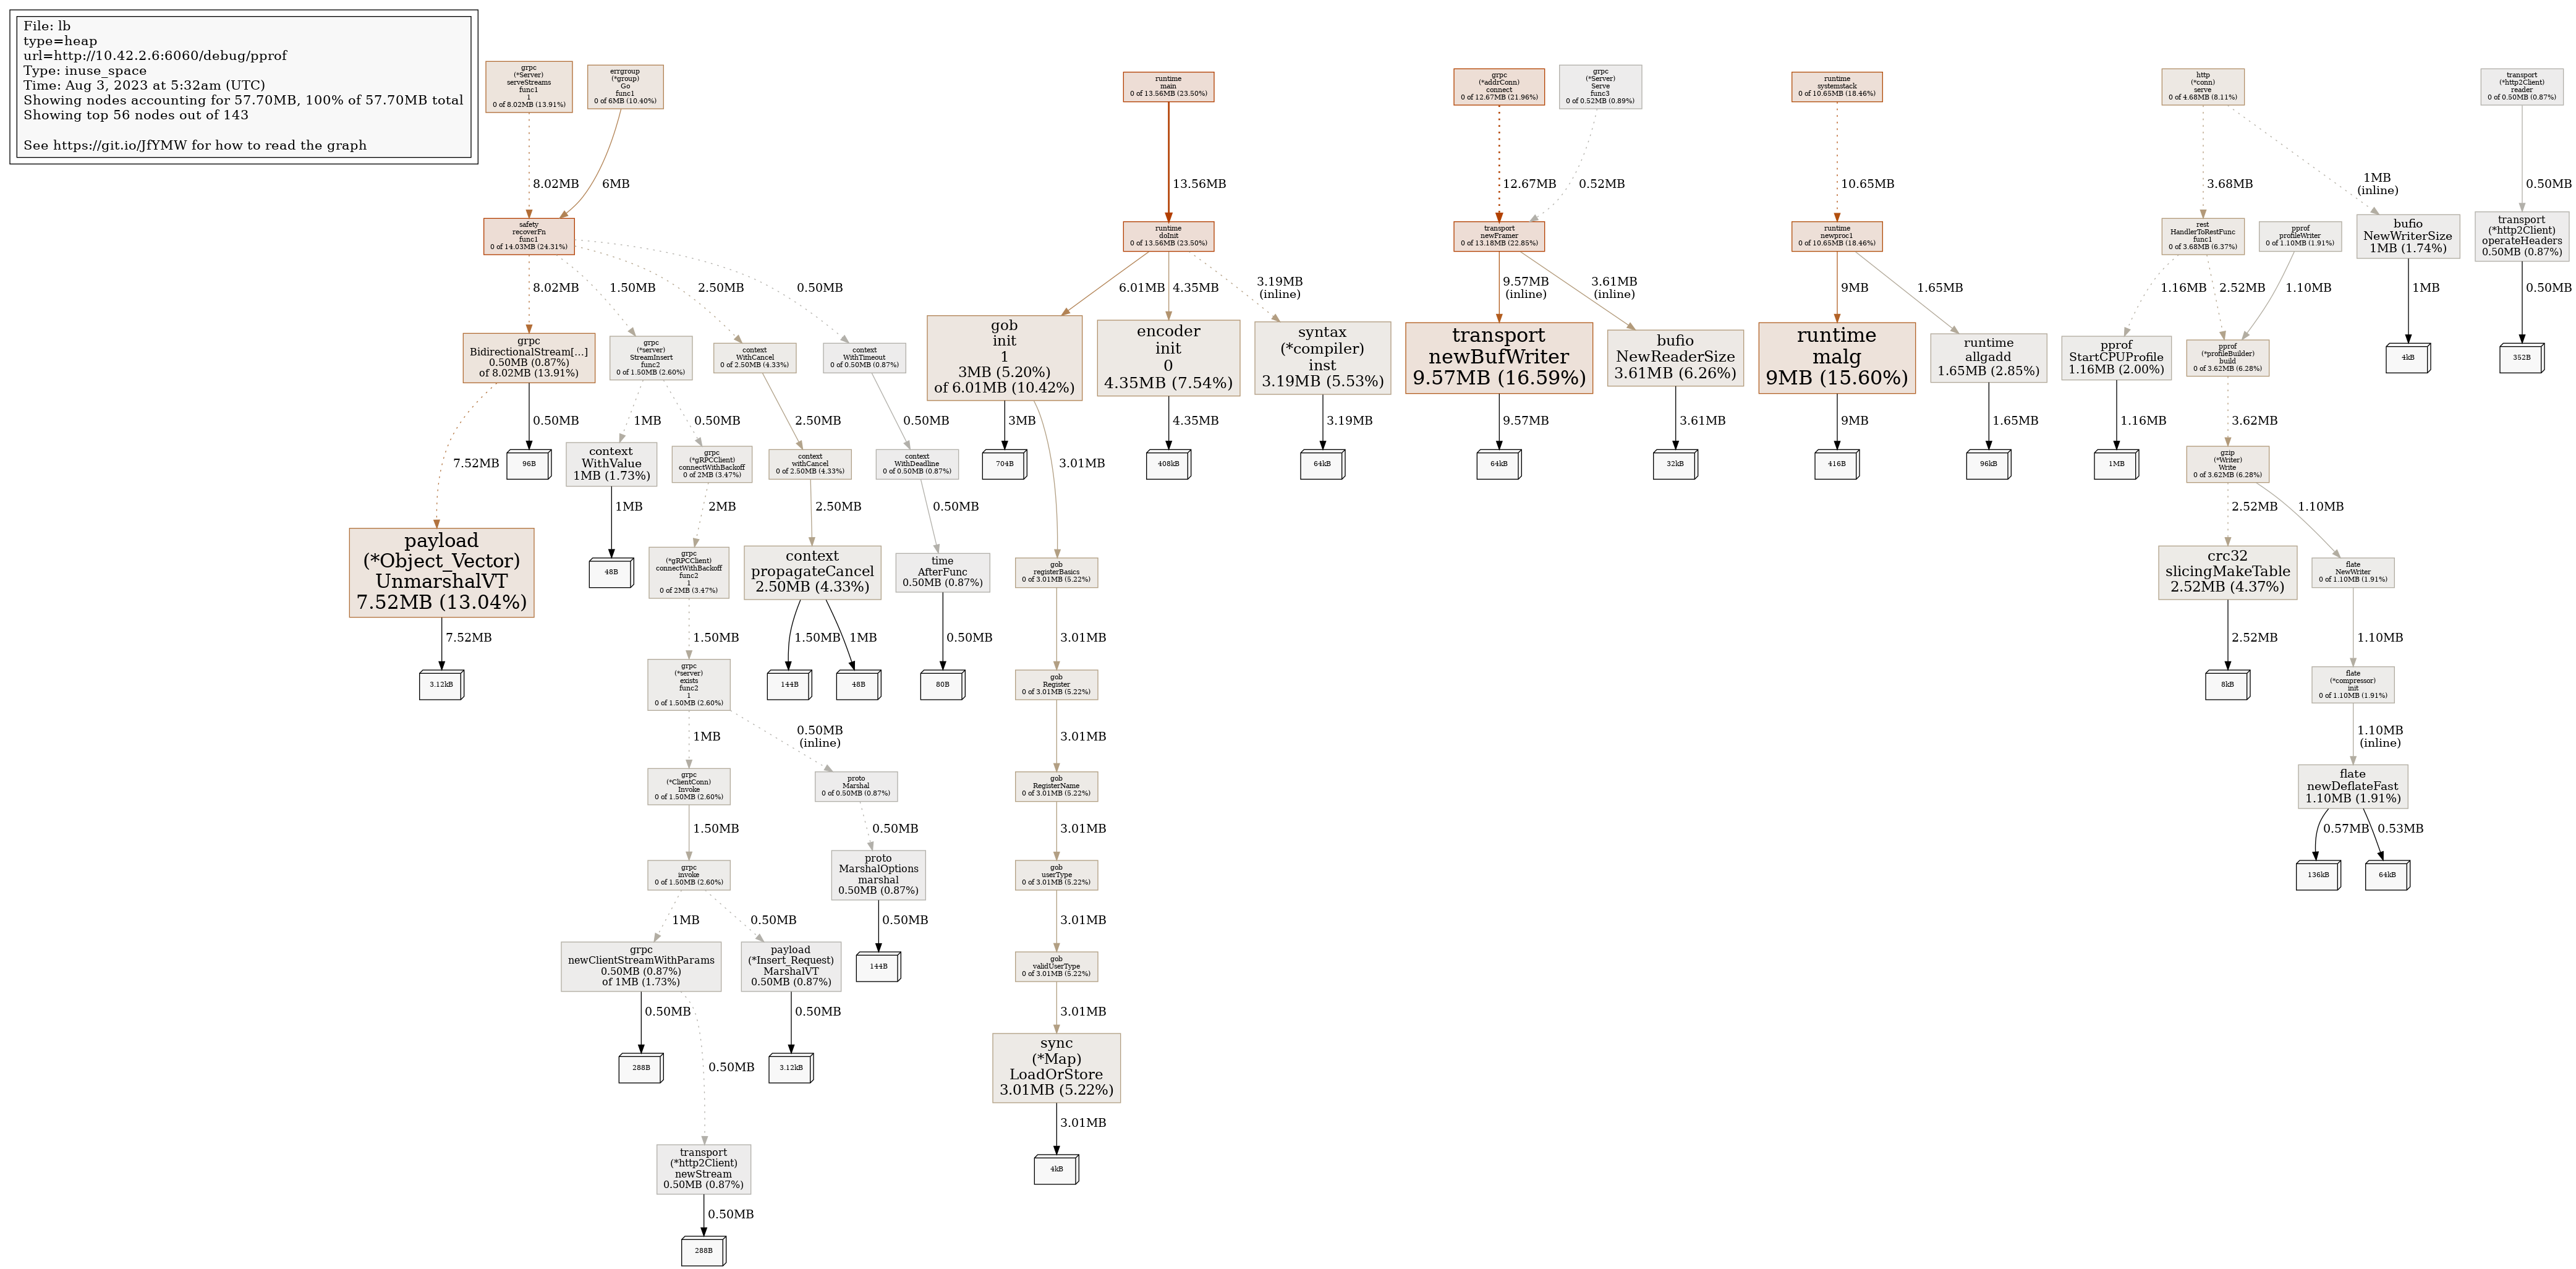 File: lb
type=heap
url=http://10.42.2.6:6060/debug/pprof
Type: inuse_space
Time: Aug 3, 2023 at 5:32am (UTC)
Showing nodes accounting for 57.70MB, 100% of 57.70MB total
Showing top 56 nodes out of 143
See https://git.io/JfYMW for how to read the graph
grpc
(*Server)
serveStreams
func1
1
0 of 8.02MB (13.91%)
errgroup
(*group)
Go
func1
0 of 6MB (10.40%)
runtime
main
0 of 13.56MB (23.50%)
grpc
(*addrConn)
connect
0 of 12.67MB (21.96%)
grpc
(*Server)
Serve
func3
0 of 0.52MB (0.89%)
runtime
systemstack
0 of 10.65MB (18.46%)
http
(*conn)
serve
0 of 4.68MB (8.11%)
transport
(*http2Client)
reader
0 of 0.50MB (0.87%)
8.02MB
6MB
13.56MB
12.67MB
0.52MB
10.65MB
3.68MB
1MB
(inline)
0.50MB
safety
recoverFn
func1
0 of 14.03MB (24.31%)
runtime
doInit
0 of 13.56MB (23.50%)
transport
newFramer
0 of 13.18MB (22.85%)
runtime
newproc1
0 of 10.65MB (18.46%)
rest
HandlerToRestFunc
func1
0 of 3.68MB (6.37%)
pprof
profileWriter
0 of 1.10MB (1.91%)
bufio
NewWriterSize
1MB (1.74%)
transport
(*http2Client)
operateHeaders
0.50MB (0.87%)
8.02MB
1.50MB
2.50MB
0.50MB
6.01MB
4.35MB
3.19MB
(inline)
9.57MB
(inline)
3.61MB
(inline)
9MB
1.65MB
1.16MB
2.52MB
1.10MB
1MB
0.50MB
grpc
BidirectionalStream[...]
0.50MB (0.87%)
of 8.02MB (13.91%)
grpc
(*server)
StreamInsert
func2
0 of 1.50MB (2.60%)
context
WithCancel
0 of 2.50MB (4.33%)
context
WithTimeout
0 of 0.50MB (0.87%)
gob
init
1
3MB (5.20%)
of 6.01MB (10.42%)
encoder
init
0
4.35MB (7.54%)
syntax
(*compiler)
inst
3.19MB (5.53%)
transport
newBufWriter
9.57MB (16.59%)
bufio
NewReaderSize
3.61MB (6.26%)
runtime
malg
9MB (15.60%)
runtime
allgadd
1.65MB (2.85%)
pprof
StartCPUProfile
1.16MB (2.00%)
pprof
(*profileBuilder)
build
0 of 3.62MB (6.28%)
4kB
352B
7.52MB
0.50MB
1MB
0.50MB
2.50MB
0.50MB
3MB
3.01MB
4.35MB
3.19MB
9.57MB
3.61MB
9MB
1.65MB
1.16MB
3.62MB
96B
context
WithValue
1MB (1.73%)
grpc
(*gRPCClient)
connectWithBackoff
0 of 2MB (3.47%)
context
withCancel
0 of 2.50MB (4.33%)
context
WithDeadline
0 of 0.50MB (0.87%)
704B
408kB
64kB
64kB
32kB
416B
96kB
1MB
gzip
(*Writer)
Write
0 of 3.62MB (6.28%)
1MB
2MB
2.50MB
0.50MB
2.52MB
1.10MB
payload
(*Object_Vector)
UnmarshalVT
7.52MB (13.04%)
48B
grpc
(*gRPCClient)
connectWithBackoff
func2
1
0 of 2MB (3.47%)
context
propagateCancel
2.50MB (4.33%)
time
AfterFunc
0.50MB (0.87%)
gob
registerBasics
0 of 3.01MB (5.22%)
crc32
slicingMakeTable
2.52MB (4.37%)
flate
NewWriter
0 of 1.10MB (1.91%)
7.52MB
1.50MB
1.50MB
1MB
0.50MB
3.01MB
2.52MB
1.10MB
3.12kB
grpc
(*server)
exists
func2
1
0 of 1.50MB (2.60%)
144B
48B
80B
gob
Register
0 of 3.01MB (5.22%)
8kB
flate
(*compressor)
init
0 of 1.10MB (1.91%)
1MB
0.50MB
(inline)
3.01MB
1.10MB
(inline)
grpc
(*ClientConn)
Invoke
0 of 1.50MB (2.60%)
proto
Marshal
0 of 0.50MB (0.87%)
gob
RegisterName
0 of 3.01MB (5.22%)
flate
newDeflateFast
1.10MB (1.91%)
1.50MB
0.50MB
3.01MB
0.57MB
0.53MB
grpc
invoke
0 of 1.50MB (2.60%)
proto
MarshalOptions
marshal
0.50MB (0.87%)
gob
userType
0 of 3.01MB (5.22%)
136kB
64kB
1MB
0.50MB
0.50MB
3.01MB
grpc
newClientStreamWithParams
0.50MB (0.87%)
of 1MB (1.73%)
payload
(*Insert_Request)
MarshalVT
0.50MB (0.87%)
144B
gob
validUserType
0 of 3.01MB (5.22%)
0.50MB
0.50MB
0.50MB
3.01MB
288B
3.12kB
sync
(*Map)
LoadOrStore
3.01MB (5.22%)
3.01MB
transport
(*http2Client)
newStream
0.50MB (0.87%)
4kB
0.50MB
288B